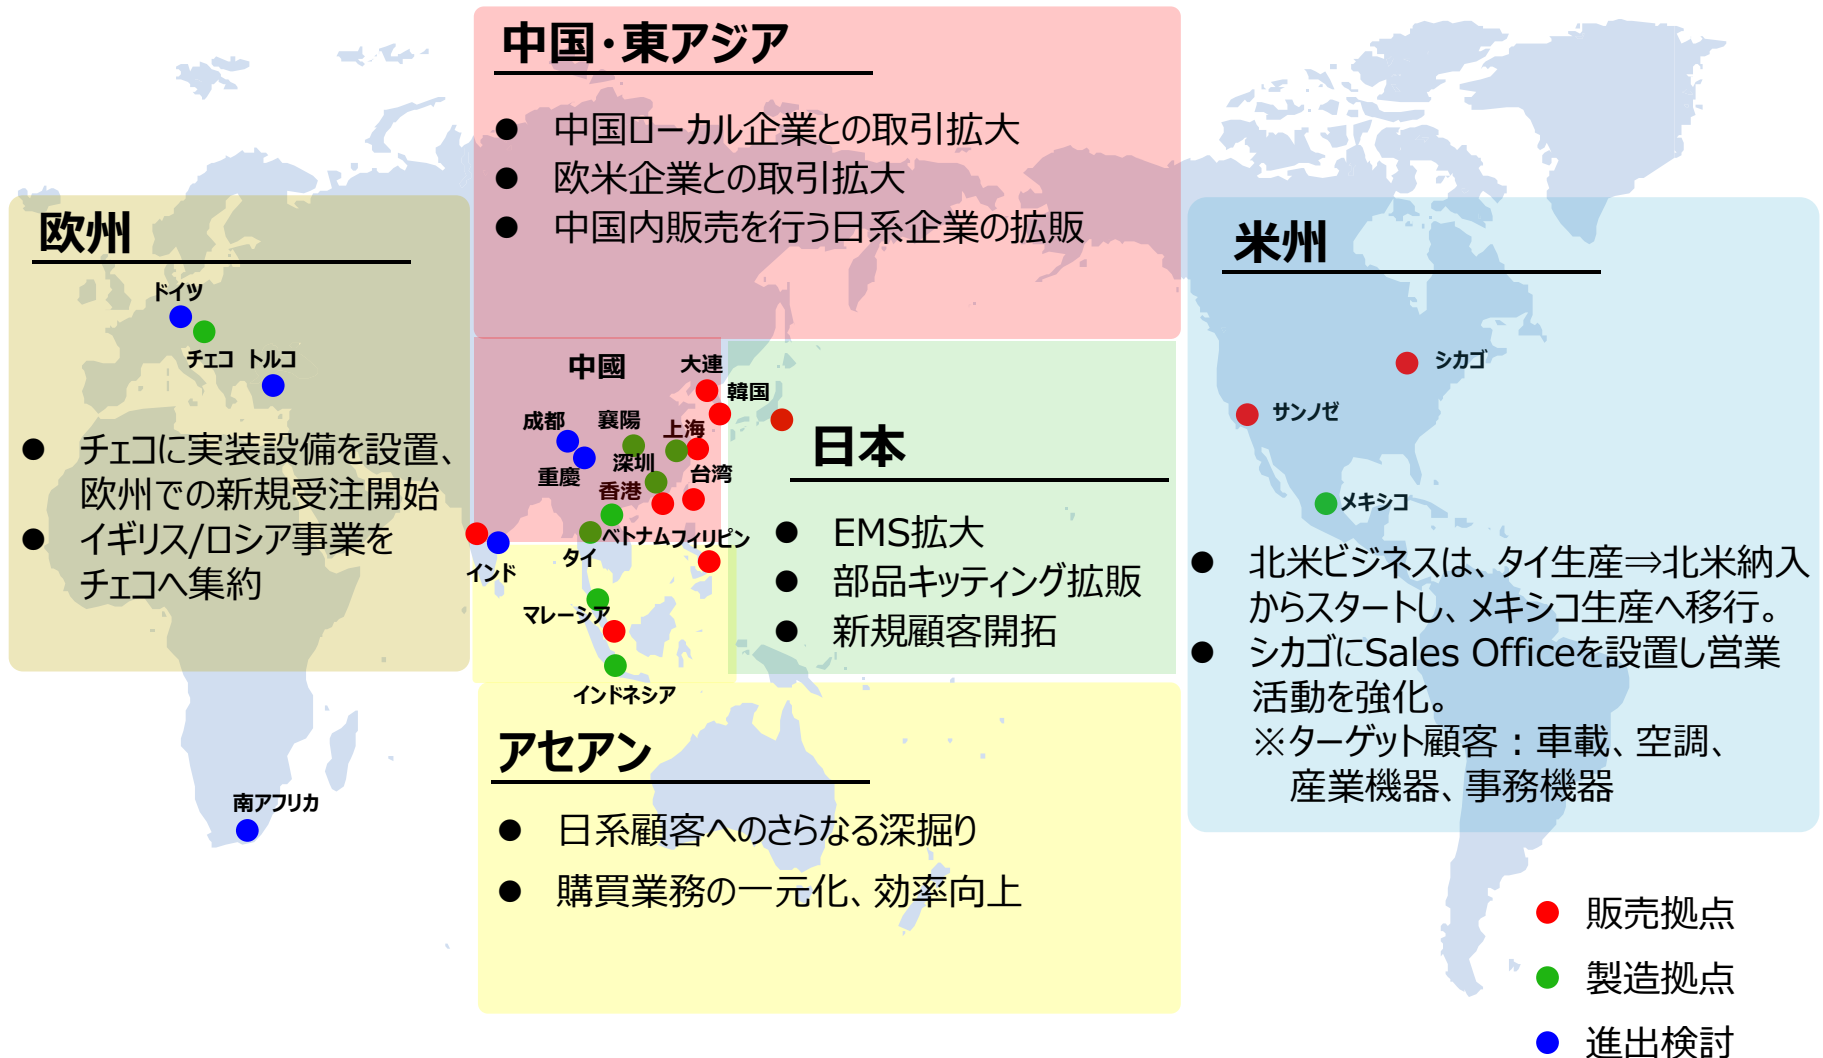 中国・東アジア
● 中国ローカル企業との取引拡大
● 欧米企業との取引拡大
● 中国内販売を行う日系企業の拡販
欧州
ドイツ
チェコ トルコ
● チェコに実装設備を設置、
欧州での新規受注開始
● イギリス/ロシア事業を
チェコへ集約
南アフリカ
中國
大連
韓国
成都
襄陽
上海
重慶
深圳
台湾
香港
ベトナム
フィリピン
タイ
インド
マレーシア
インドネシア
日本
● EMS拡大
● 部品キッティング拡販
● 新規顧客開拓
アセアン
● 日系顧客へのさらなる深掘り
● 購買業務の一元化、効率向上
米州
シカゴ
サンノゼ
メキシコ
● 北米ビジネスは、タイ生産⇒北米納入
からスタートし、メキシコ生産へ移行。
● シカゴにSales Officeを設置し営業
活動を強化。
※ターゲット顧客：車載、空調、
産業機器、事務機器
● 販売拠点
● 製造拠点
● 進出検討